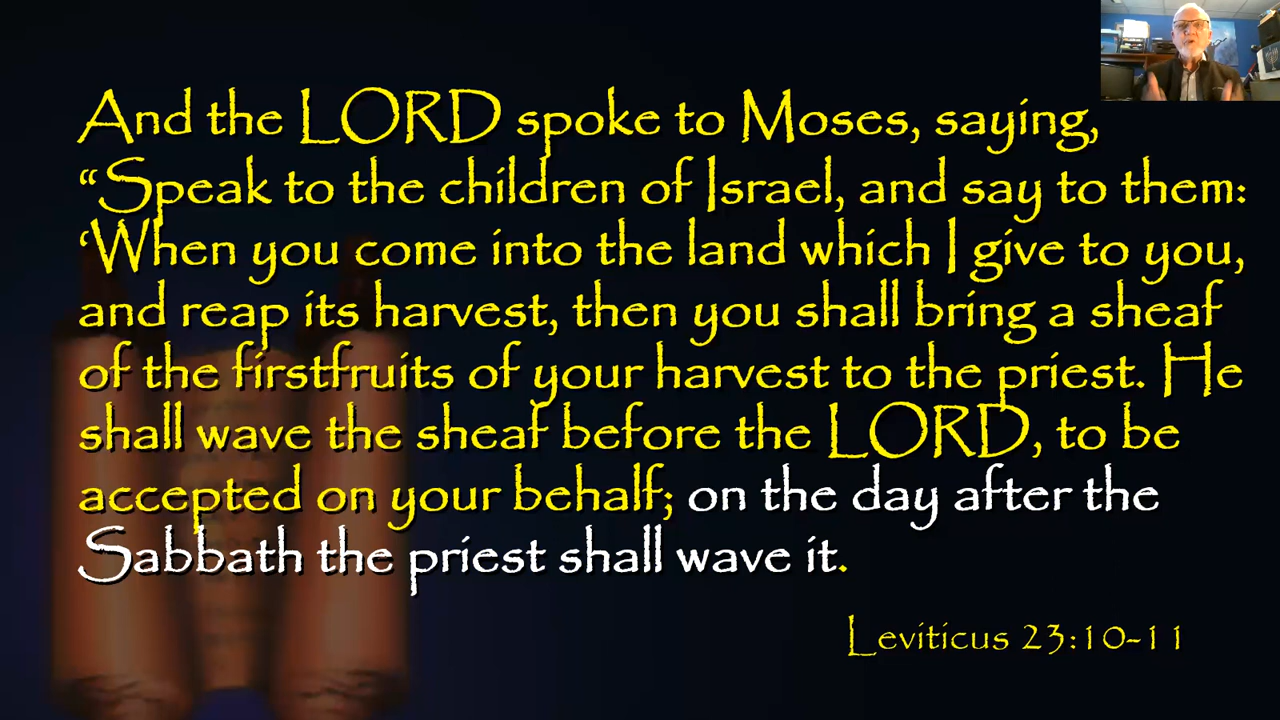 And the LORD spoke to Moses, saying,
“Speak to the children of Israel, and say to them:
‘When you come into the land which I give to you,
and reap its harvest, then you shall bring a sheaf
of the firstfruits of your harvest to the priest. He
shall wave the sheaf before the LORD, to be
accepted on your behalf; on the day after the
Sabbath the priest shall wave it.
Leviticus 23:10-11